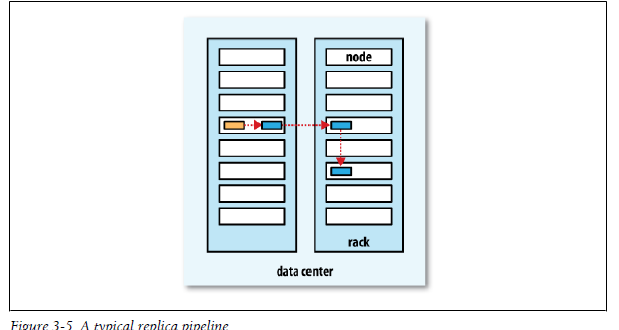 node
rack
data center
Figure 3-5. A typical replica pipeline